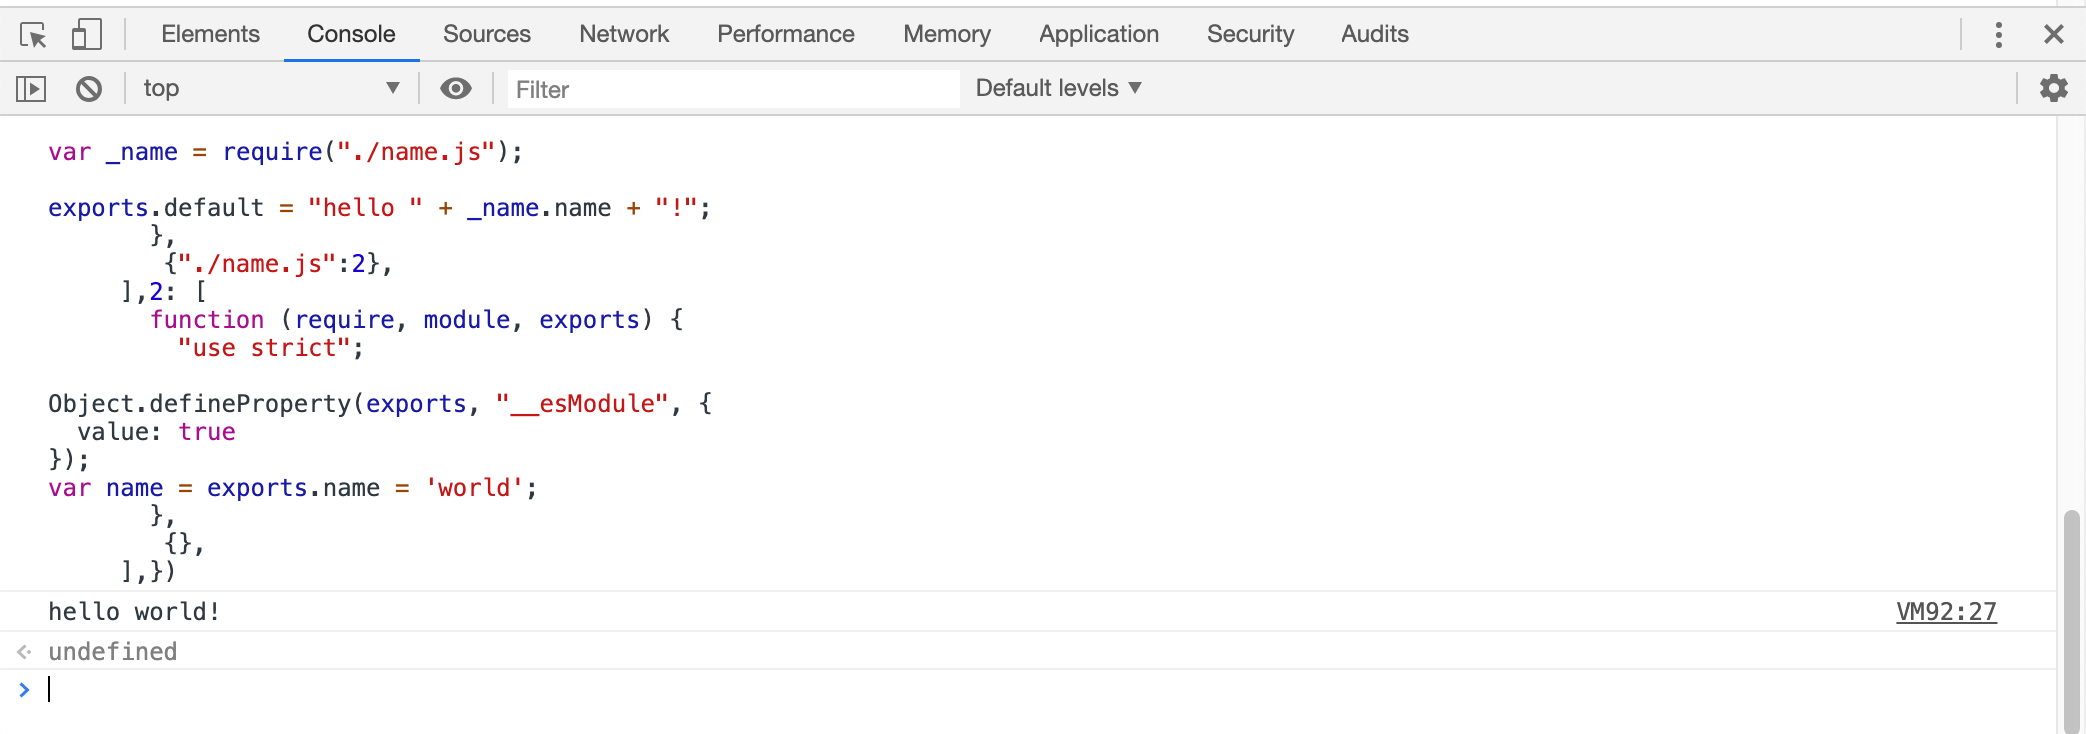 Elements Console Sources Network Performance Memory Application Security Audits
top Filter Default levels
var _name = require("./name.js");
exports.default = "hello " + _name.name + "!";
},
{"./name.js":2},
],2: [
function (require, module, exports) {
"use strict";
Object.defineProperty(exports, "__esModule", {
value: true
});
var name = exports.name = 'world';
},
{},
],})
hello world! VM92:27
undefined